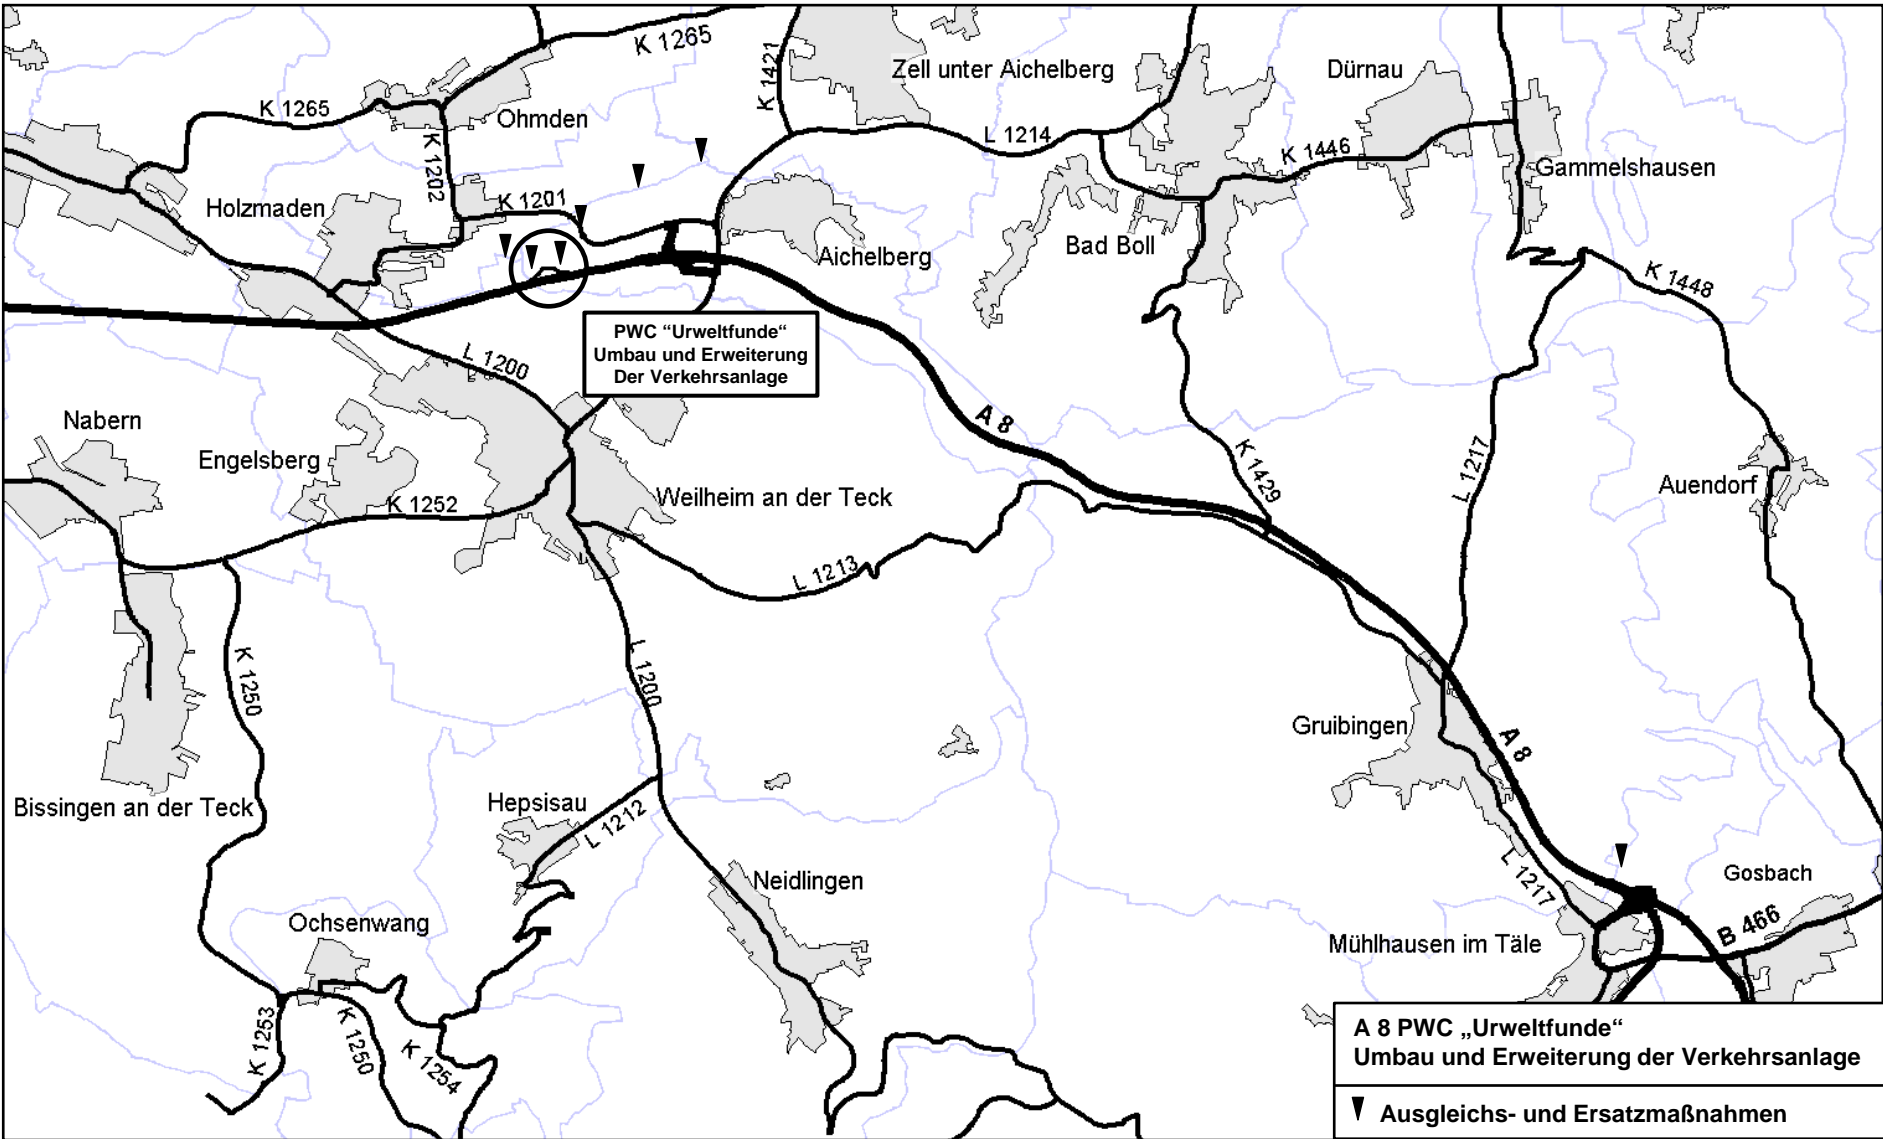 K 1265
K 1421
Zell unter Aichelberg
Dürnau
K 1265
Ohmden
L 1214
K 1202
K 1446
Gammelshausen
Holzmaden
K 1201
Bad Boll
Aichelberg
K 1448
PWC “Urweltfunde“
Umbau und Erweiterung
Der Verkehrsanlage
L 1200
Nabern
A 8
Engelsberg
K 1429
L 1217
Auendorf
K 1252
Weilheim an der Teck
L 1213
K 1250
L 1200
Gruibingen
A 8
Bissingen an der Teck
Hepsisau
L 1212
Neidlingen
L 1217
Gosbach
Ochsenwang
B 466
Mühlhausen im Täle
K 1253
K 1250
K 1254
A 8 PWC „Urweltfunde“
Umbau und Erweiterung der Verkehrsanlage
Ausgleichs- und Ersatzmaßnahmen